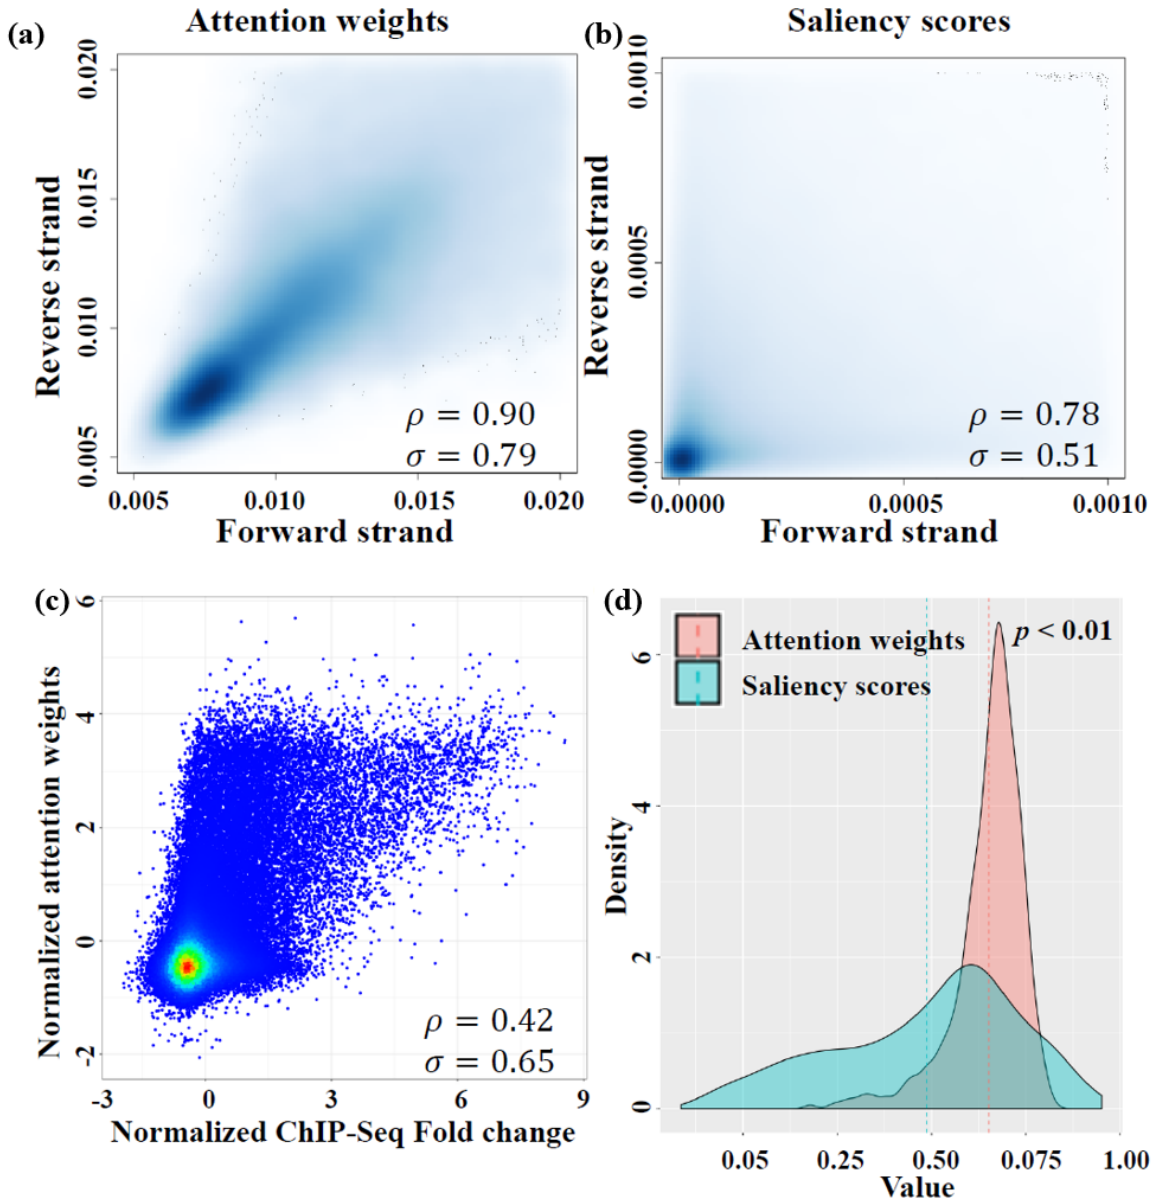 (a) Attention weights
0.020
0.015
0.010
0.005
Reverse strand
ρ = 0.90
σ = 0.79
0.005 0.010 0.015 0.020
Forward strand
(b) Saliency scores
0.0010
0.0005
0.0000
Reverse strand
ρ = 0.78
σ = 0.51
0.0000 0.0005 0.0010
Forward strand
(c)
6
4
2
0
-2
Normalized attention weights
ρ = 0.42
σ = 0.65
-3 0 3 6 9
Normalized ChIP-Seq Fold change
(d)
Attention weights
Saliency scores
p < 0.01
6
4
2
0
Density
0.05 0.25 0.50 0.075 1.00
Value